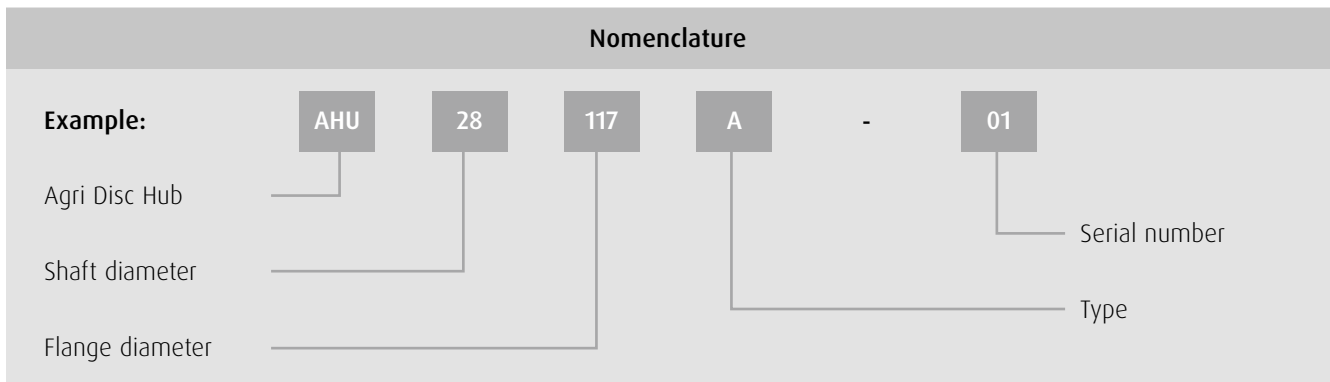 Nomenclature
Example: AHU 28 117 A - 01
Agri Disc Hub
Serial number
Shaft diameter
Type
Flange diameter